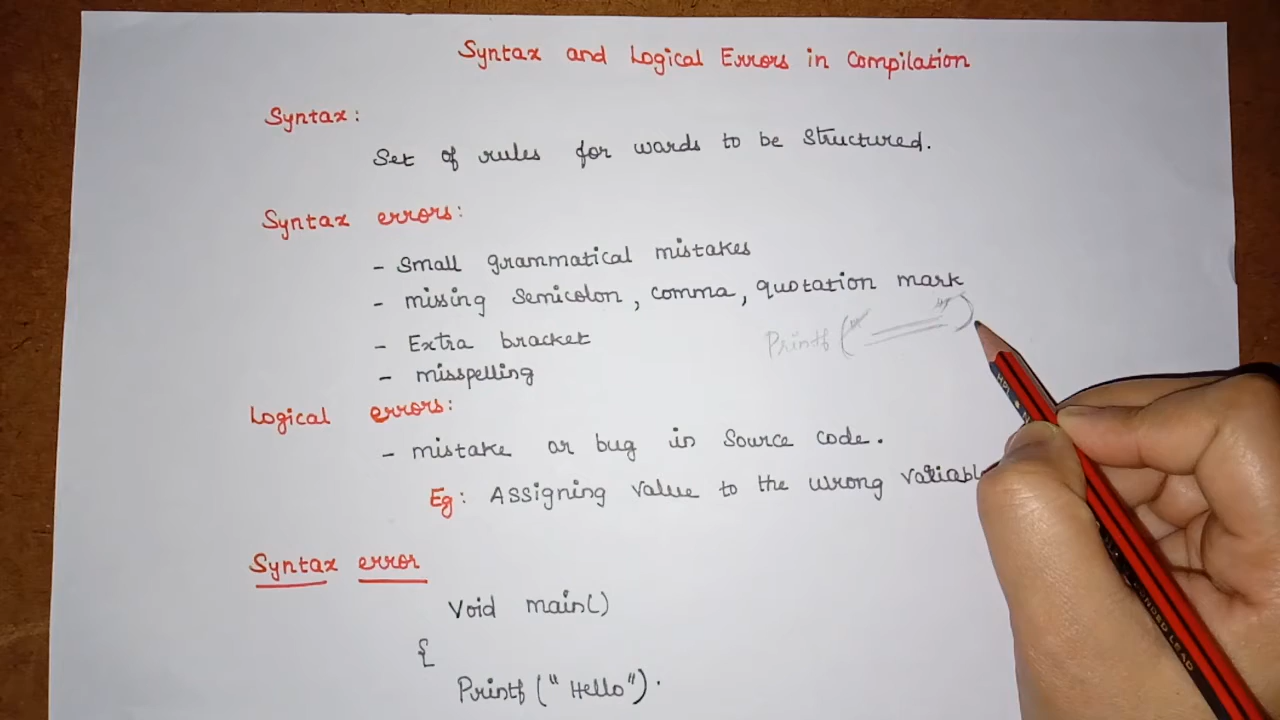 Syntax and Logical Errors in Compilation
Syntax:
Set of rules for words to be Structured.
Syntax errors:
- Small grammatical mistakes
- missing Semicolon, comma, quotation mark
Printf ("    ")
- Extra bracket
- misspelling
Logical errors:
- mistake or bug in Source code.
Eg: Assigning value to the wrong variable
Syntax error
Void main()
{
Printf ("Hello").